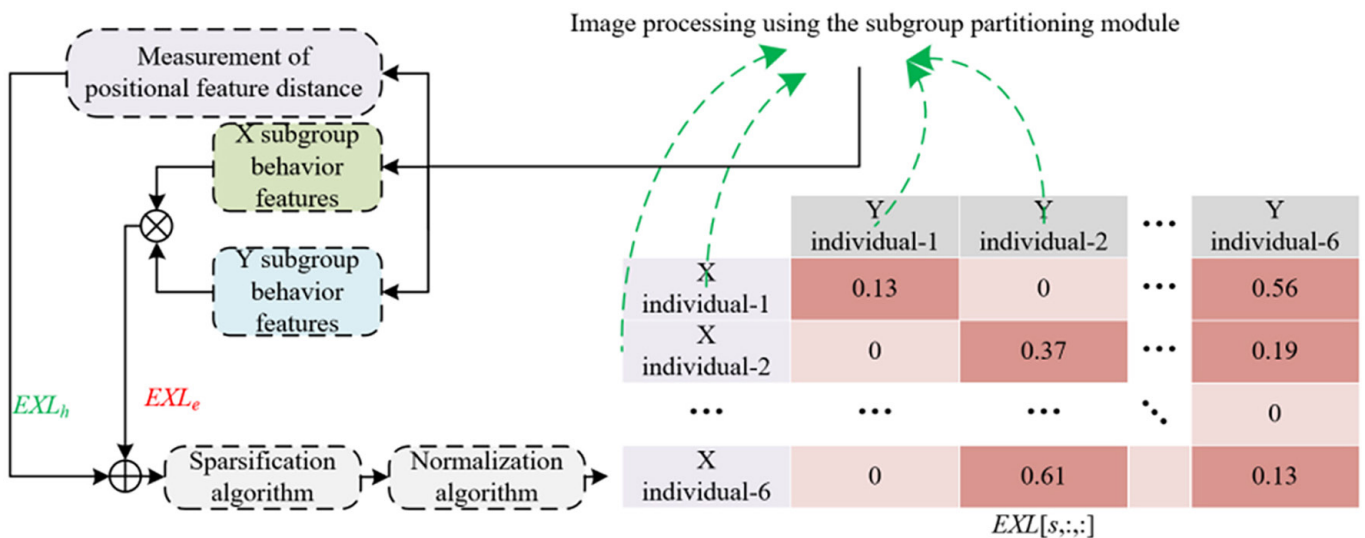 Image processing using the subgroup partitioning module
Measurement of
positional feature distance
X subgroup
behavior
features
Y subgroup
behavior
features
EXLh
EXLe
Sparsification
algorithm
Normalization
algorithm
Y
individual-1
Y
individual-2
...
Y
individual-6
X
individual-1
0.13
0
...
0.56
X
individual-2
0
0.37
...
0.19
...
...
...
⋱
0
X
individual-6
0
0.61
0.13
EXL[s,:,:]